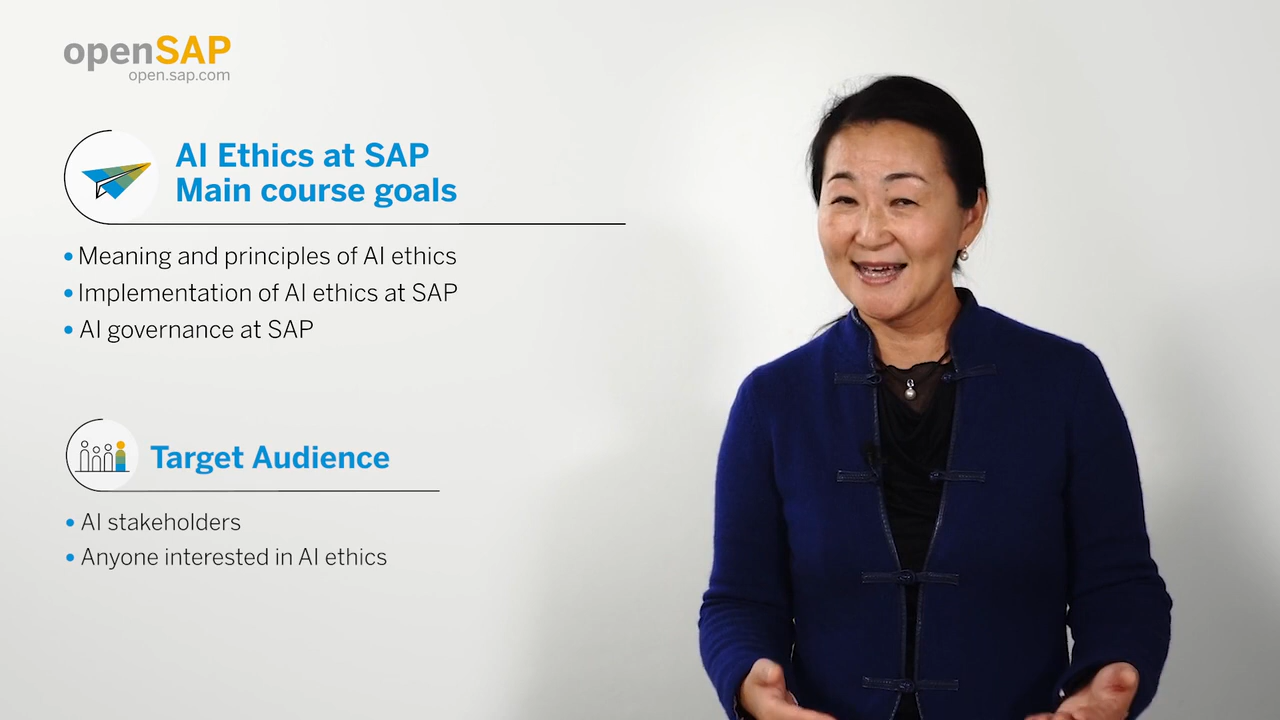 openSAP
open.sap.com
AI Ethics at SAP
Main course goals
• Meaning and principles of AI ethics
• Implementation of AI ethics at SAP
• AI governance at SAP
Target Audience
• AI stakeholders
• Anyone interested in AI ethics